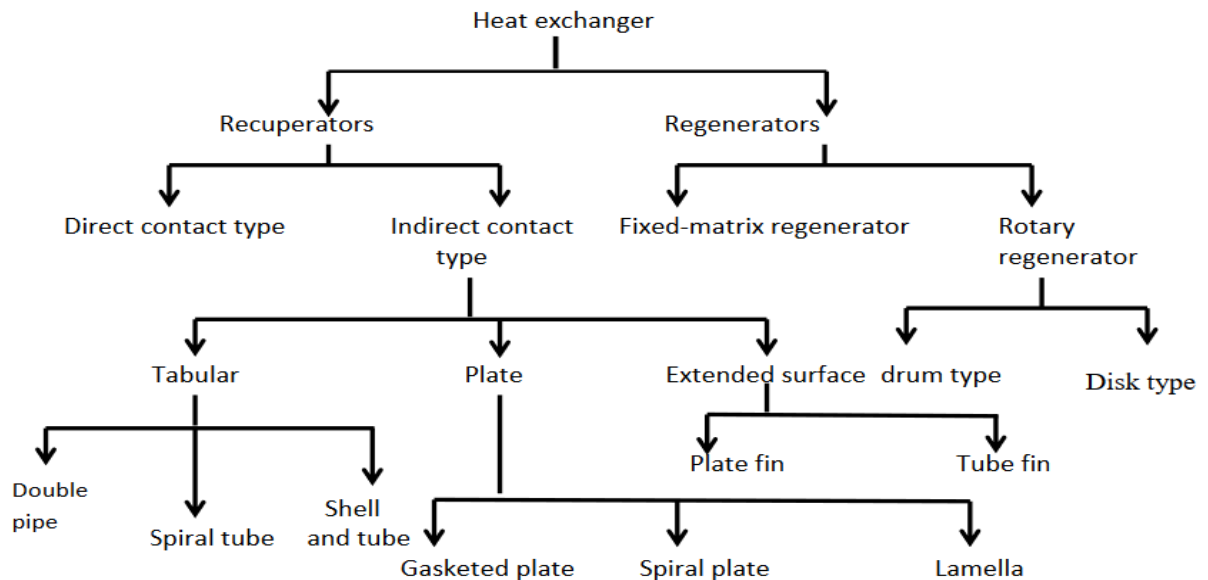 Heat exchanger
Recuperators
Regenerators
Direct contact type
Indirect contact
type
Fixed-matrix regenerator
Rotary
regenerator
Tabular
Plate
Extended surface
drum type
Disk type
Plate fin
Tube fin
Double
pipe
Spiral tube
Shell
and tube
Gasketed plate
Spiral plate
Lamella